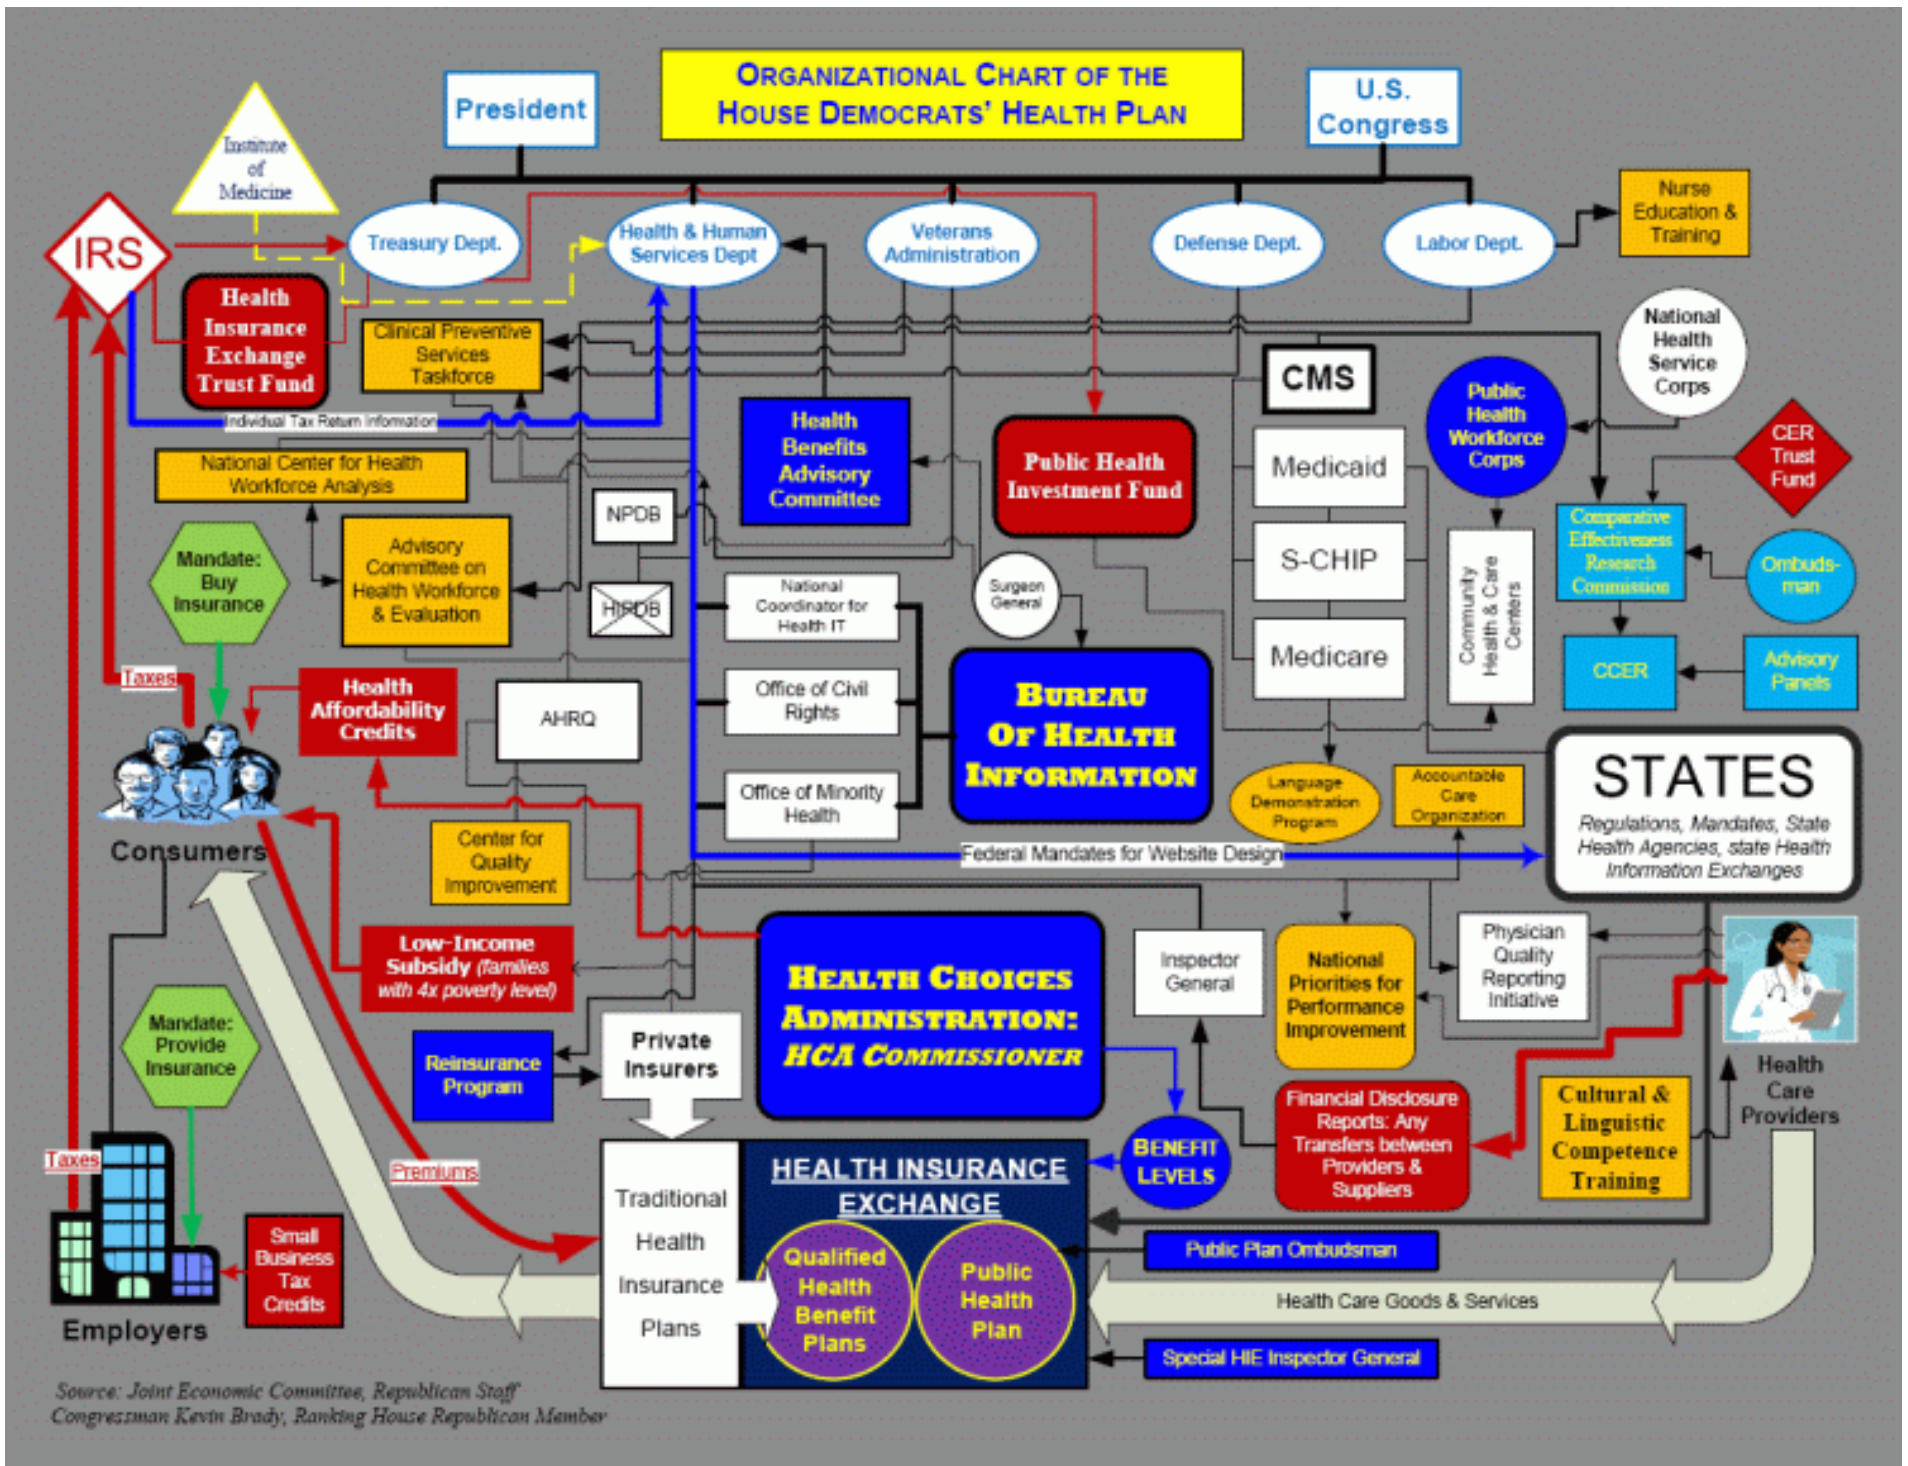 ORGANIZATIONAL CHART OF THE
HOUSE DEMOCRATS' HEALTH PLAN
President
U.S.
Congress
Institute
of
Medicine
IRS
Treasury Dept.
Health & Human
Services Dept
Veterans
Administration
Defense Dept.
Labor Dept.
Nurse
Education &
Training
Health
Insurance
Exchange
Trust Fund
Clinical Preventive
Services
Taskforce
Individual Tax Return Information
National Center for Health
Workforce Analysis
Advisory
Committee on
Health Workforce
& Evaluation
Mandate:
Buy
Insurance
NPDB
HIPDB
Health
Benefits
Advisory
Committee
Public Health
Investment Fund
CMS
Medicaid
S-CHIP
Medicare
Public
Health
Workforce
Corps
National
Health
Service
Corps
CER
Trust
Fund
Comparative
Effectiveness
Research
Commission
Ombuds-
man
CCER
Advisory
Panels
Community
Health & Care
Centers
Surgeon
General
National
Coordinator for
Health IT
Office of Civil
Rights
Office of Minority
Health
BUREAU
OF HEALTH
INFORMATION
Taxes
Health
Affordability
Credits
AHRQ
Center for
Quality
Improvement
Consumers
Language
Demonstration
Program
Accountable
Care
Organization
STATES
Regulations, Mandates, State
Health Agencies, state Health
Information Exchanges
Federal Mandates for Website Design
Low-Income
Subsidy (families
with 4x poverty level)
Reinsurance
Program
Private
Insurers
HEALTH CHOICES
ADMINISTRATION:
HCA COMMISSIONER
Inspector
General
National
Priorities for
Performance
Improvement
Physician
Quality
Reporting
Initiative
Health
Care
Providers
Mandate:
Provide
Insurance
Financial Disclosure
Reports: Any
Transfers between
Providers &
Suppliers
Cultural &
Linguistic
Competence
Training
BENEFIT
LEVELS
Taxes
Premiums
Small
Business
Tax
Credits
Employers
Traditional
Health
Insurance
Plans
HEALTH INSURANCE
EXCHANGE
Qualified
Health
Benefit
Plans
Public
Health
Plan
Public Plan Ombudsman
Health Care Goods & Services
Special HIE Inspector General
Source: Joint Economic Committee, Republican Staff
Congressman Kevin Brady, Ranking House Republican Member